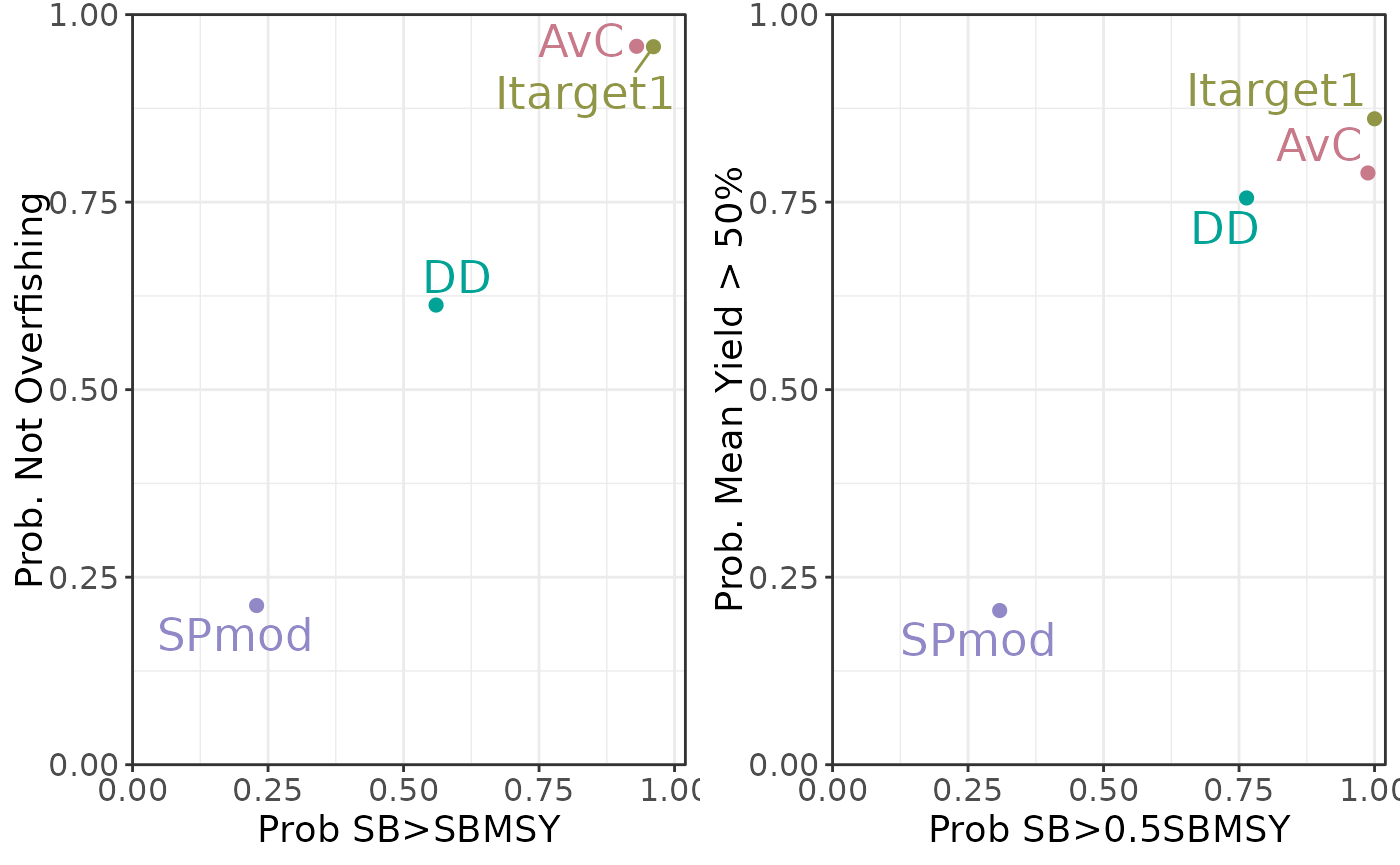 1.00
0.75
0.50
0.25
0.00
Prob. Not Overfishing
AvC
Itarget1
DD
SPmod
0.00 0.25 0.50 0.75 1.00
Prob SB>SBMSY
1.00
0.75
0.50
0.25
0.00
Prob. Mean Yield > 50%
Itarget1
AvC
DD
SPmod
0.00 0.25 0.50 0.75 1.00
Prob SB>0.5SBMSY